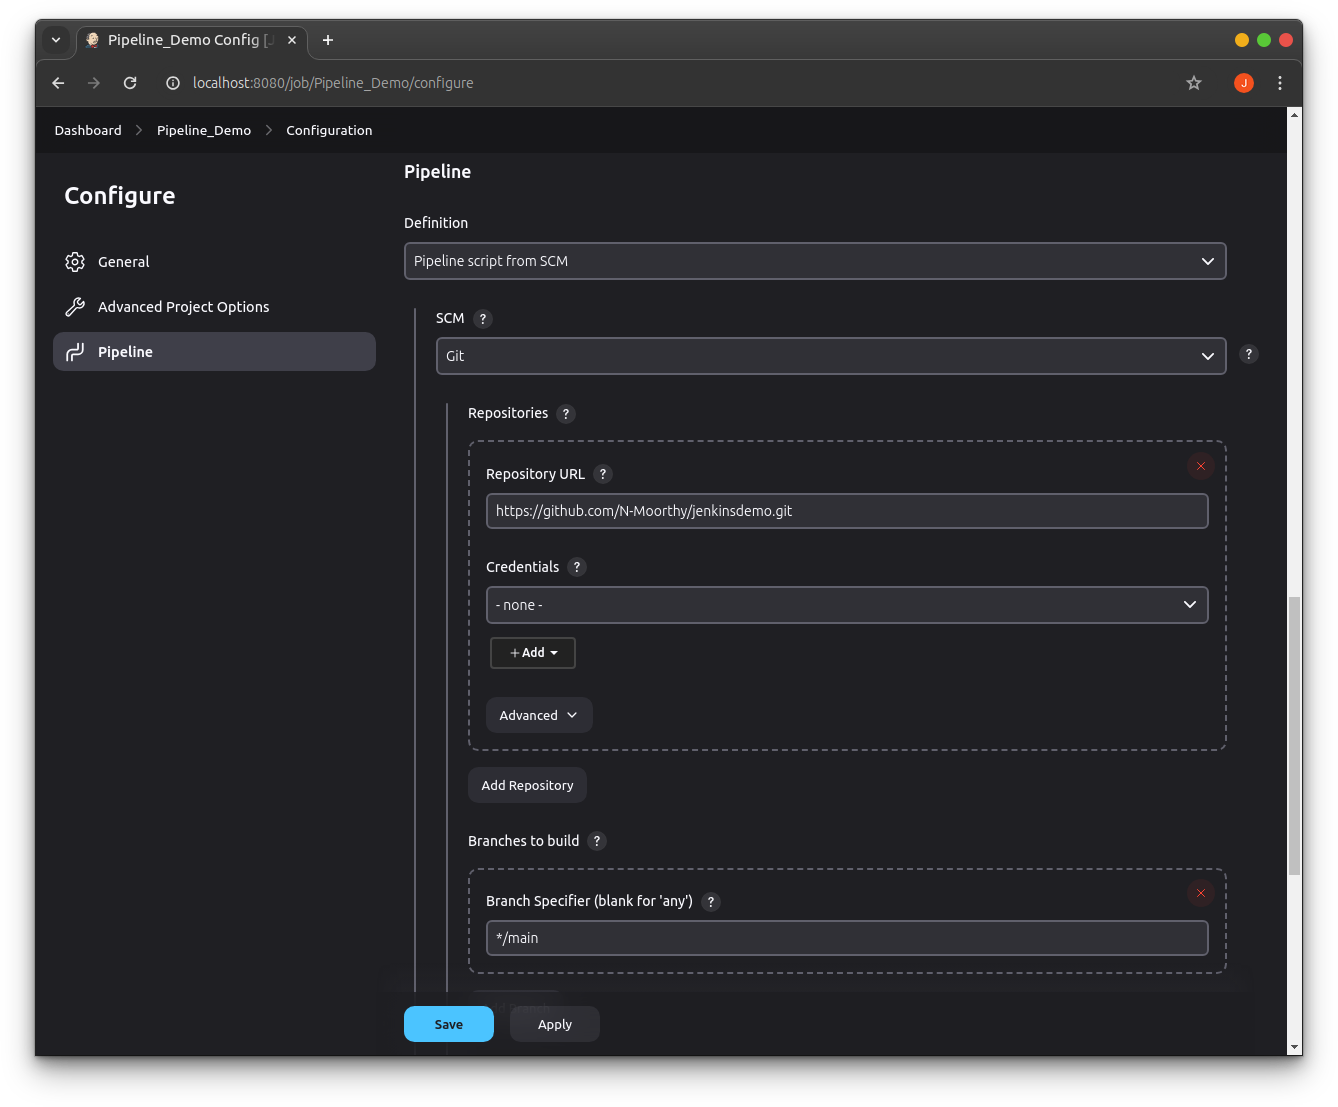 Pipeline_Demo Config [J
localhost:8080/job/Pipeline_Demo/configure
J
Dashboard
Pipeline_Demo
Configuration
Configure
General
Advanced Project Options
Pipeline
Pipeline
Definition
Pipeline script from SCM
SCM ?
Git
?
Repositories ?
Repository URL ?
https://github.com/N-Moorthy/jenkinsdemo.git
Credentials ?
- none -
+ Add
Advanced
Add Repository
Branches to build ?
Branch Specifier (blank for 'any') ?
*/main
Save
Apply